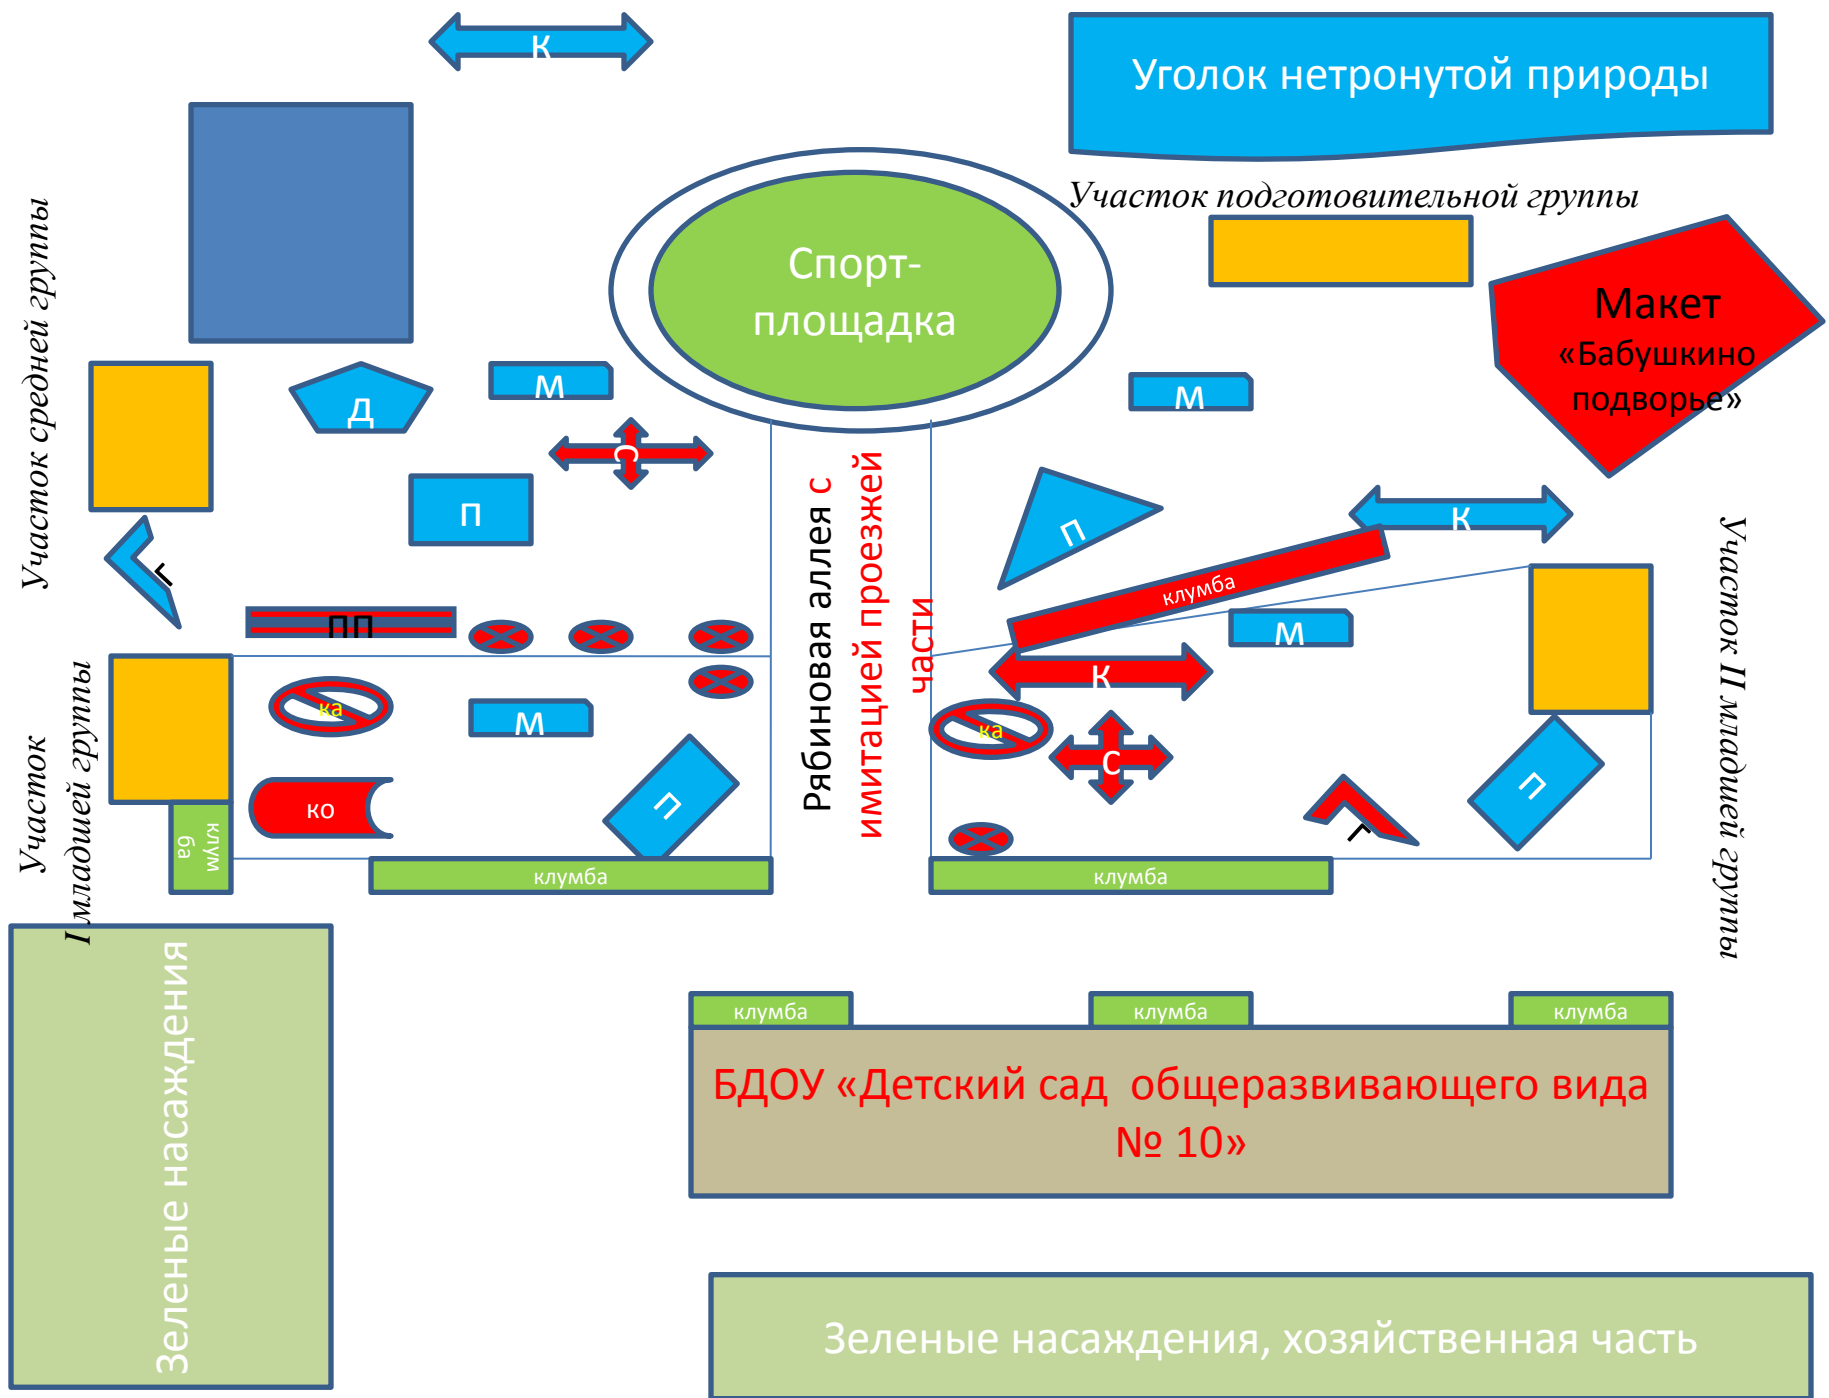 К
Уголок нетронутой природы
Участок подготовительной группы
Спорт-
площадка
Макет
«Бабушкино
подворье»
Участок средней группы
Д
М
М
С
П
П
К
Г
клумба
ПП
М
Рябиновая аллея с
имитацией проезжей
части
К
Участок II младшей группы
Участок
I младшей группы
ка
М
ка
С
П
П
ко
Г
клум
ба
клумба
клумба
Зеленые насаждения
клумба
клумба
клумба
БДОУ «Детский сад  общеразвивающего вида
№ 10»
Зеленые насаждения, хозяйственная часть